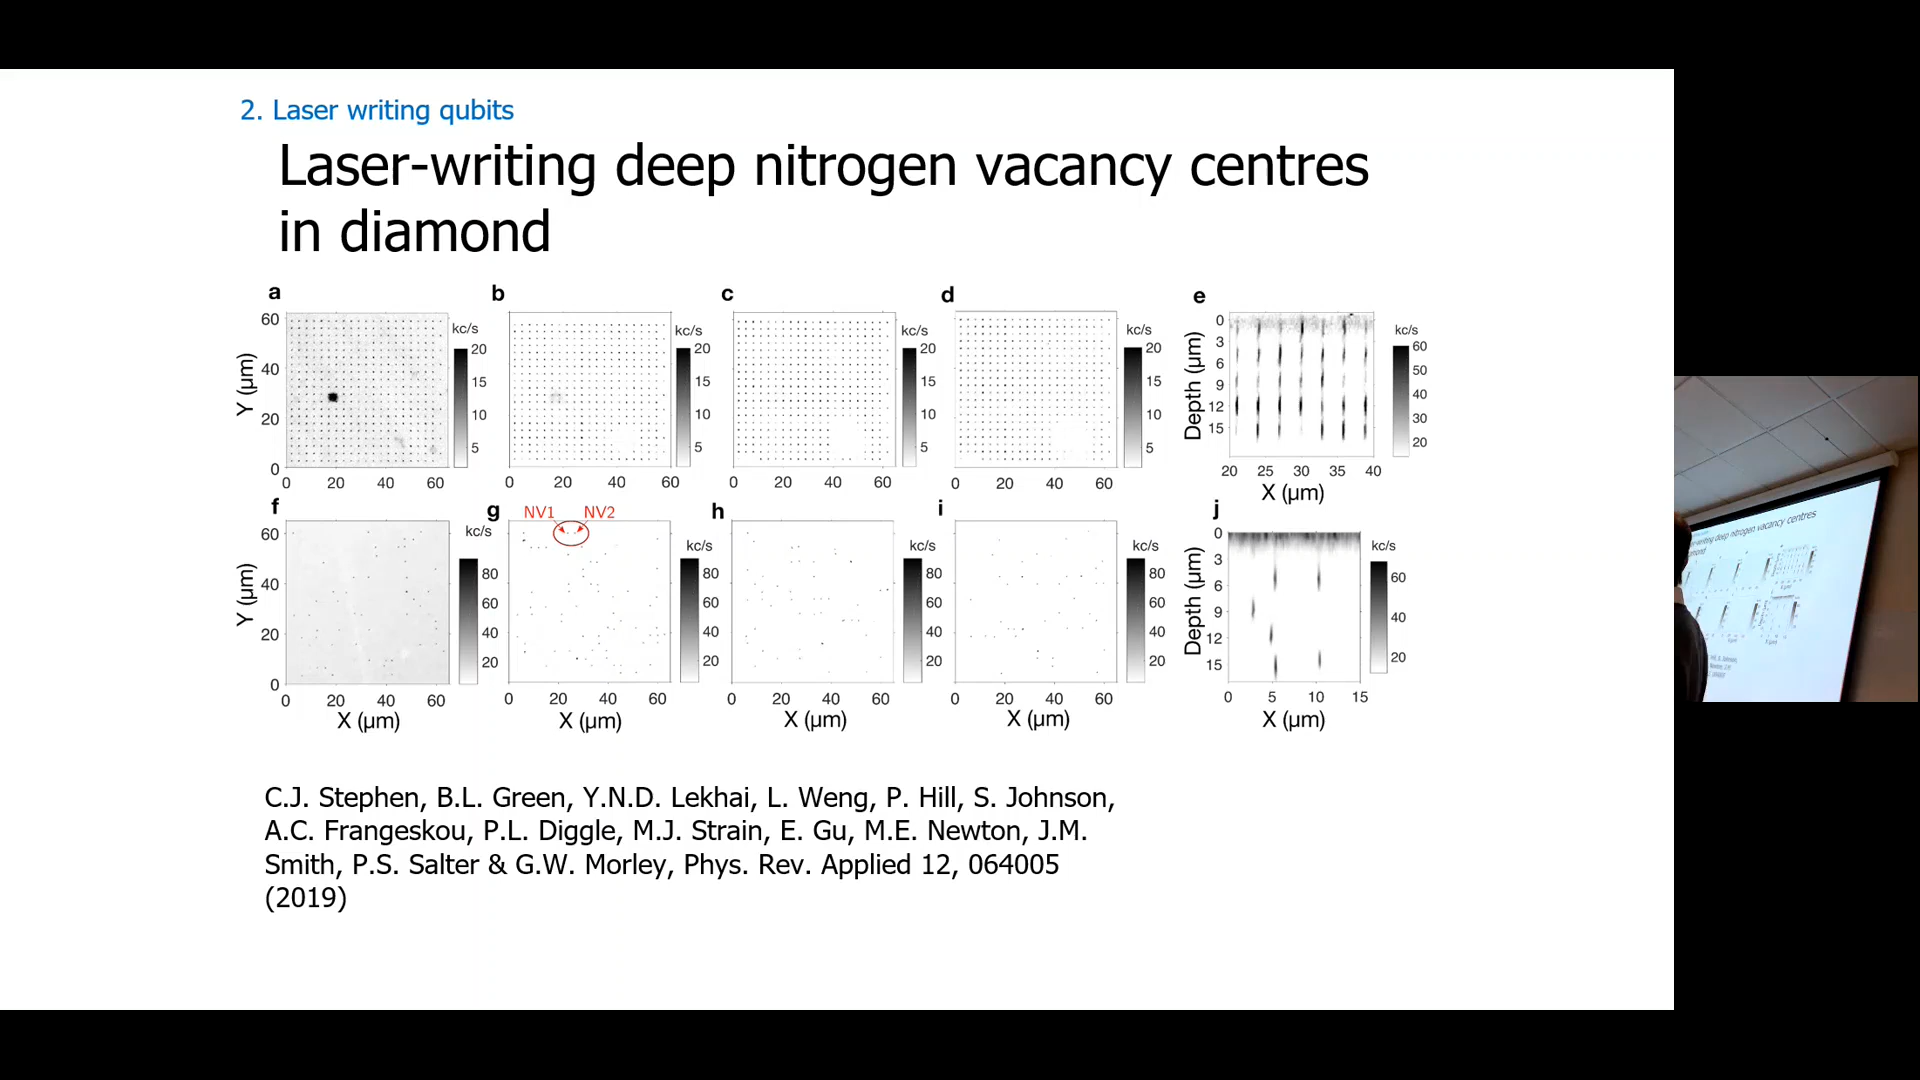 2. Laser writing qubits
Laser-writing deep nitrogen vacancy centres
in diamond
a
b
c
d
e
60
40
20
0
Y (µm)
0 20 40 60
kc/s
20
15
10
5
0 20 40 60
kc/s
20
15
10
5
0 20 40 60
kc/s
20
15
10
5
0 20 40 60
kc/s
20
15
10
5
0
3
6
9
12
15
Depth (µm)
20 25 30 35 40
X (µm)
kc/s
60
50
40
30
20
f
g
h
i
j
NV1 NV2
60
40
20
0
Y (µm)
0 20 40 60
X (µm)
kc/s
80
60
40
20
0 20 40 60
X (µm)
kc/s
80
60
40
20
0 20 40 60
X (µm)
kc/s
80
60
40
20
0 20 40 60
X (µm)
kc/s
80
60
40
20
0
3
6
9
12
15
Depth (µm)
0 5 10 15
X (µm)
kc/s
60
40
20
C.J. Stephen, B.L. Green, Y.N.D. Lekhai, L. Weng, P. Hill, S. Johnson,
A.C. Frangeskou, P.L. Diggle, M.J. Strain, E. Gu, M.E. Newton, J.M.
Smith, P.S. Salter & G.W. Morley, Phys. Rev. Applied 12, 064005
(2019)
deep nitrogen vacancy centres